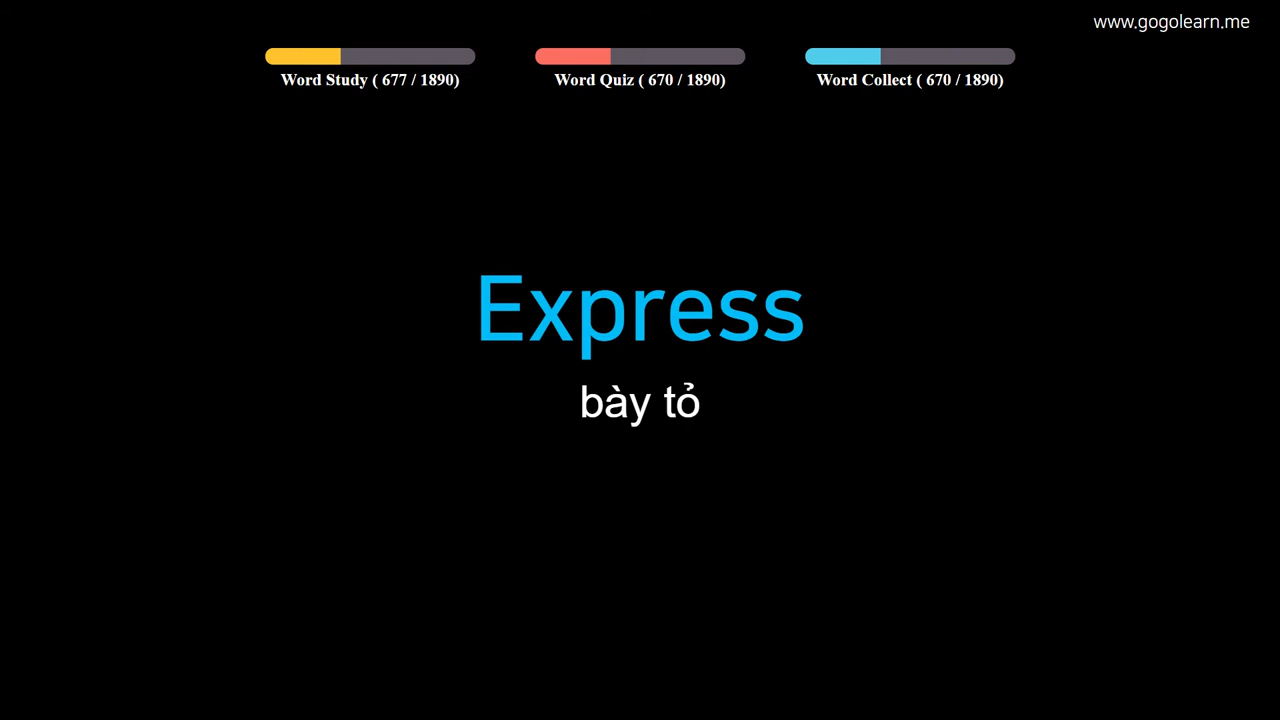 www.gogolearn.me
Word Study ( 677 / 1890)
Word Quiz ( 670 / 1890)
Word Collect ( 670 / 1890)
Express
bày tỏ